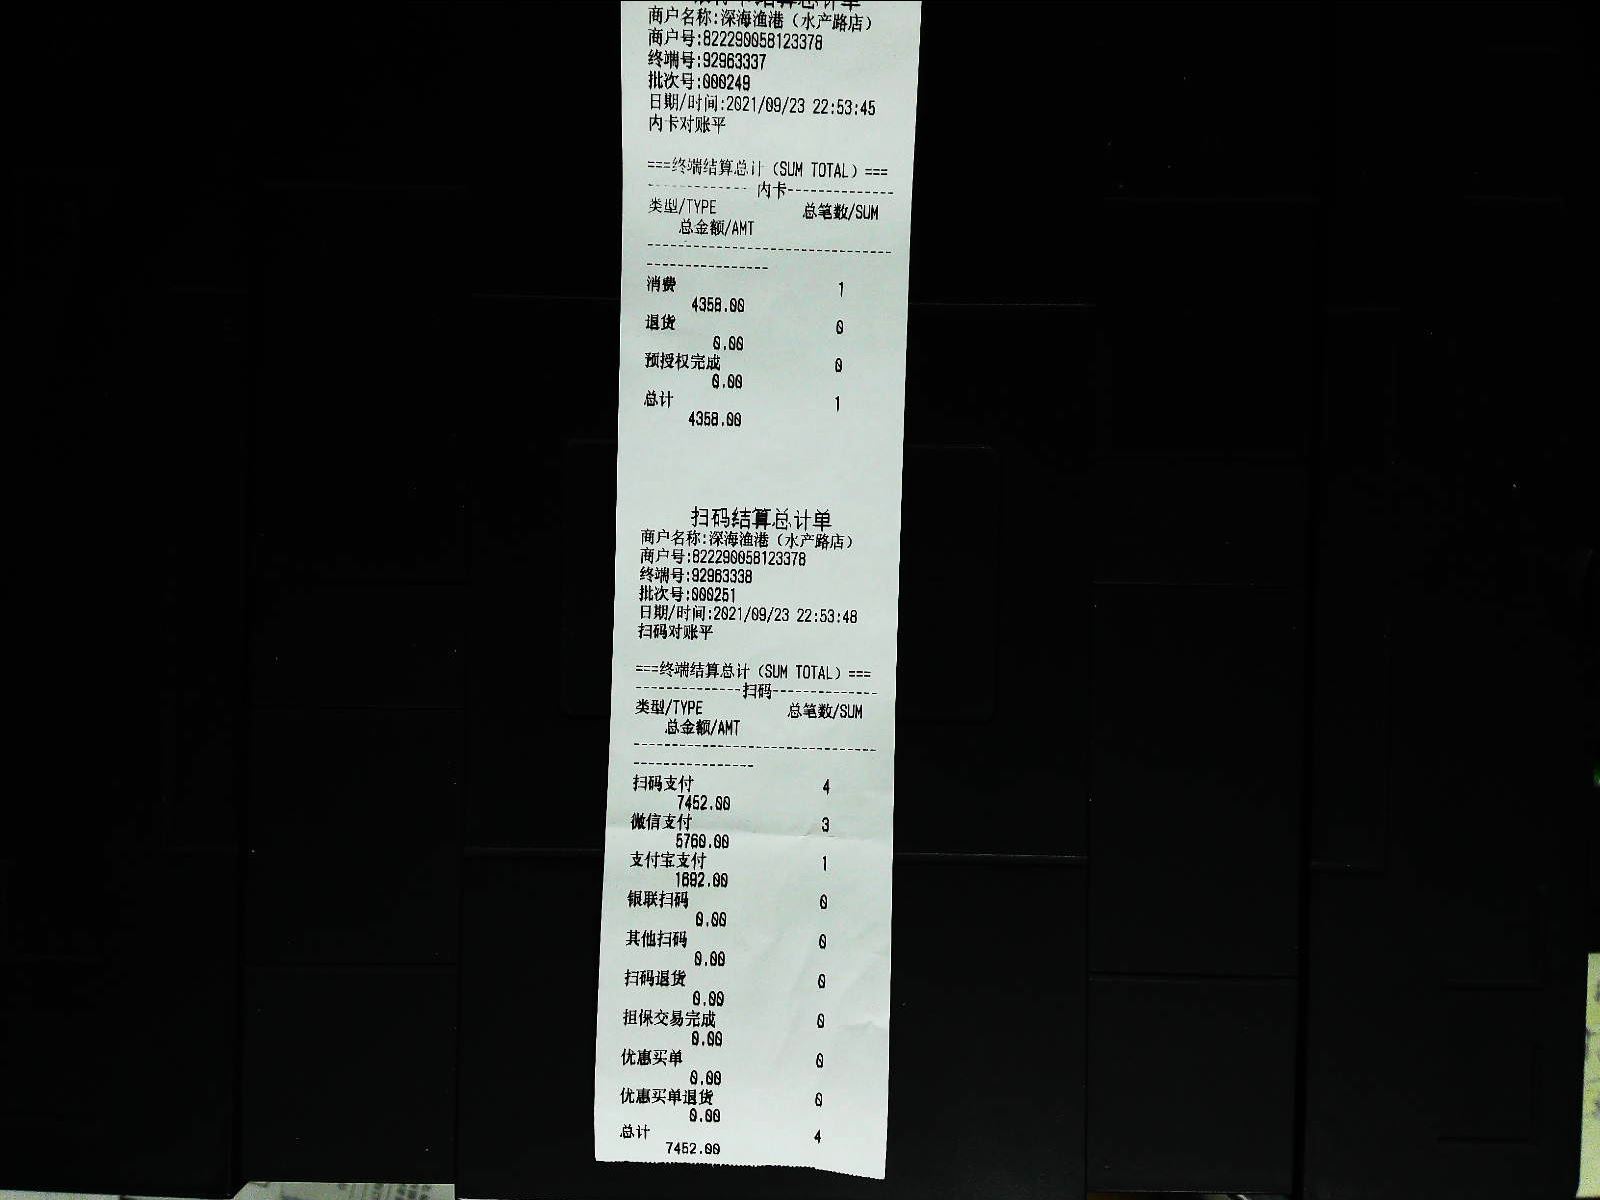 结算总计单
商户名称:深海渔港（水产路店）
商户号:822290058123378
终端号:92963337
批次号:000249
日期/时间:2021/09/23 22:53:45
内卡对账平
===终端结算总计（SUM TOTAL）===
------------- 内卡--------------
类型/TYPE 总笔数/SUM
总金额/AMT
--------------------------------
----------------
消费 1
4358.00
退货 0
0.00
预授权完成 0
0.00
总计 1
4358.00
扫码结算总计单
商户名称:深海渔港（水产路店）
商户号:822290058123378
终端号:92963338
批次号:000251
日期/时间:2021/09/23 22:53:48
扫码对账平
===终端结算总计（SUM TOTAL）===
--------------扫码--------------
类型/TYPE 总笔数/SUM
总金额/AMT
--------------------------------
----------------
扫码支付 4
7452.00
微信支付 3
5760.00
支付宝支付 1
1692.00
银联扫码 0
0.00
其他扫码 0
0.00
扫码退货 0
0.00
担保交易完成 0
0.00
优惠买单 0
0.00
优惠买单退货 0
0.00
总计 4
7452.00